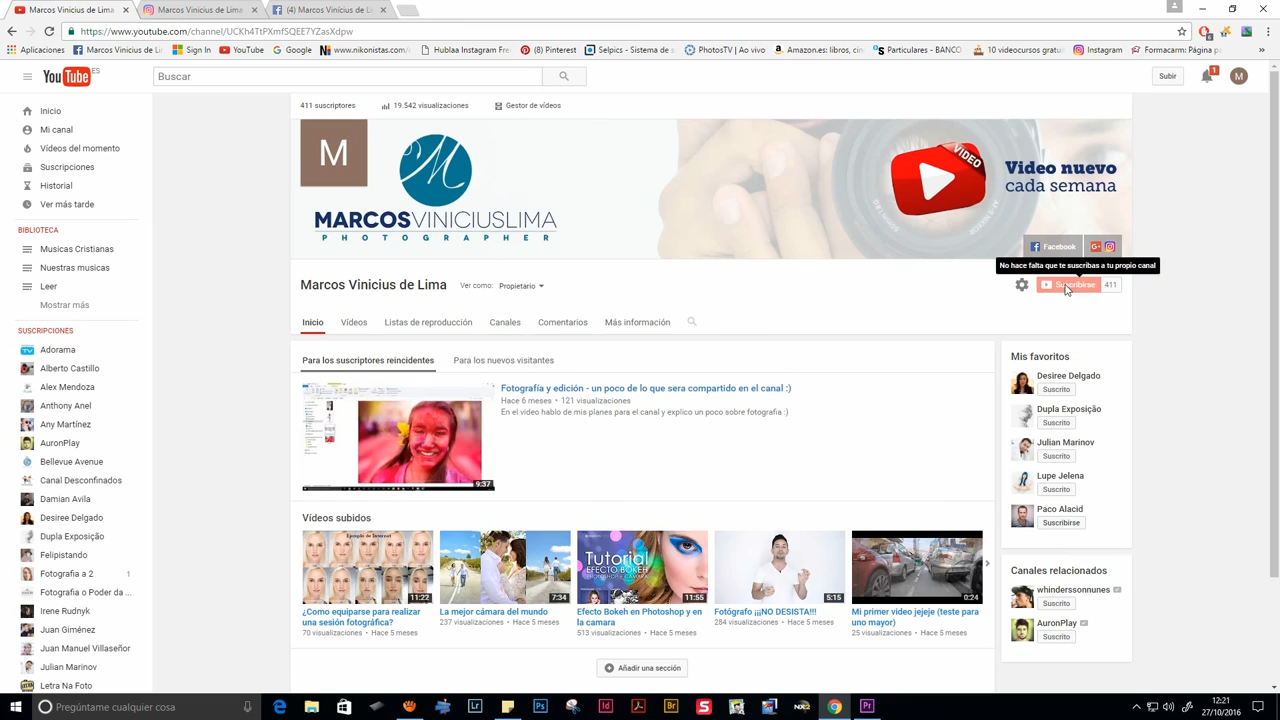 Marcos Vinicius de Lima
Marcos Vinicius de Lima
(4) Marcos Vinícius de Lim
https://www.youtube.com/channel/UCKh4TtPXmfSQEE7YZasXdpw
Aplicaciones
Marcos Vinicius de Li
Sign In
YouTube
G
www.nikonistas.com/
Hublaa Instagram Free
(8) Pinterest
Selpics - Sistema de s
PhotosTV | Ao vivo
Amazon.es: libros, cin
Particulares - BANCO
10 videocursos gratui
Instagram
Formacarm: Página p
YouTube ES
Buscar
Subir
1
M
Inicio
Mi canal
Vídeos del momento
Suscripciones
Historial
Ver más tarde
BIBLIOTECA
Musicas Cristianas
Nuestras musicas
Leer
Mostrar más
SUSCRIPCIONES
Adorama
Alberto Castillo
Alex Mendoza
Anthony Anel
Any Martínez
AuronPlay
Bellevue Avenue
Canal Desconfinados
Damian Avila
Desiree Delgado
Dupla Exposição
Felipistando
Fotografia a 2 1
Fotografia o Poder da ...
Irene Rudnyk
Juan Giménez
Juan Manuel Villaseñor
Julian Marinov
Letra Na Foto
411 suscriptores
19.542 visualizaciones
Gestor de vídeos
M
M
MARCOSVINICIUSLIMA
PHOTOGRAPHER
VIDEO
Video nuevo
cada semana
Facebook
No hace falta que te suscribas a tu propio canal
Marcos Vinicius de Lima
Ver como: Propietario
Suscribirse 411
Inicio
Vídeos
Listas de reproducción
Canales
Comentarios
Más información
Para los suscriptores reincidentes
Para los nuevos visitantes
9:37
Fotografía y edición - un poco de lo que sera compartido en el canal :)
Hace 6 meses • 121 visualizaciones
En el video hablo de mis planes para el canal y explico un poco sobre fotografia :)
Vídeos subidos
Ejemplo de Internet
11:22
¿Como equiparse para realizar
una sesión fotográfica?
70 visualizaciones • Hace 5 meses
7:34
La mejor cámara del mundo
237 visualizaciones • Hace 5 meses
Tutorial
EFECTO BOKEH
PHOTOSHOP Y CAMARA
11:55
Efecto Bokeh en Photoshop y en
la camara
513 visualizaciones • Hace 5 meses
5:15
Fotógrafo ¡¡¡NO DESISTA!!!
284 visualizaciones • Hace 5 meses
0:24
Mi primer video jejeje (teste para
uno mayor)
25 visualizaciones • Hace 5 meses
Añadir una sección
Mis favoritos
Desiree Delgado
Suscrito
Dupla Exposição
Suscrito
Julian Marinov
Suscrito
Lupe Jelena
Suscrito
Paco Alacid
Suscribirse
Canales relacionados
whinderssonnunes
Suscrito
AuronPlay
Suscrito
Pregúntame cualquier cosa
12:21
27/10/2016